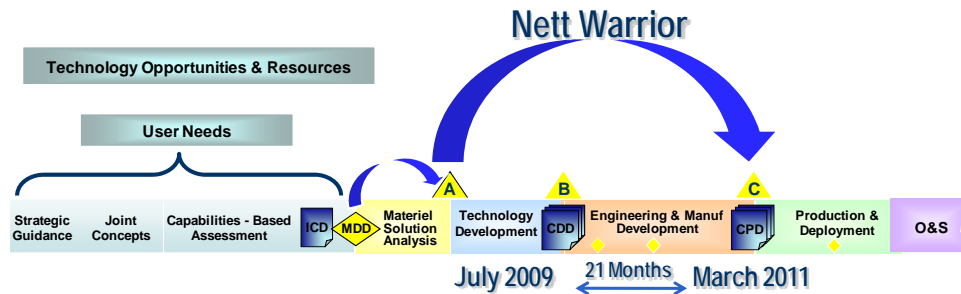 Nett Warrior
Technology Opportunities & Resources
User Needs
A
B
C
Strategic
Guidance
Joint
Concepts
Capabilities - Based
Assessment
ICD
MDD
Materiel
Solution
Analysis
Technology
Development
CDD
Engineering & Manuf
Development
CPD
Production &
Deployment
O&S
July 2009
21 Months
March 2011